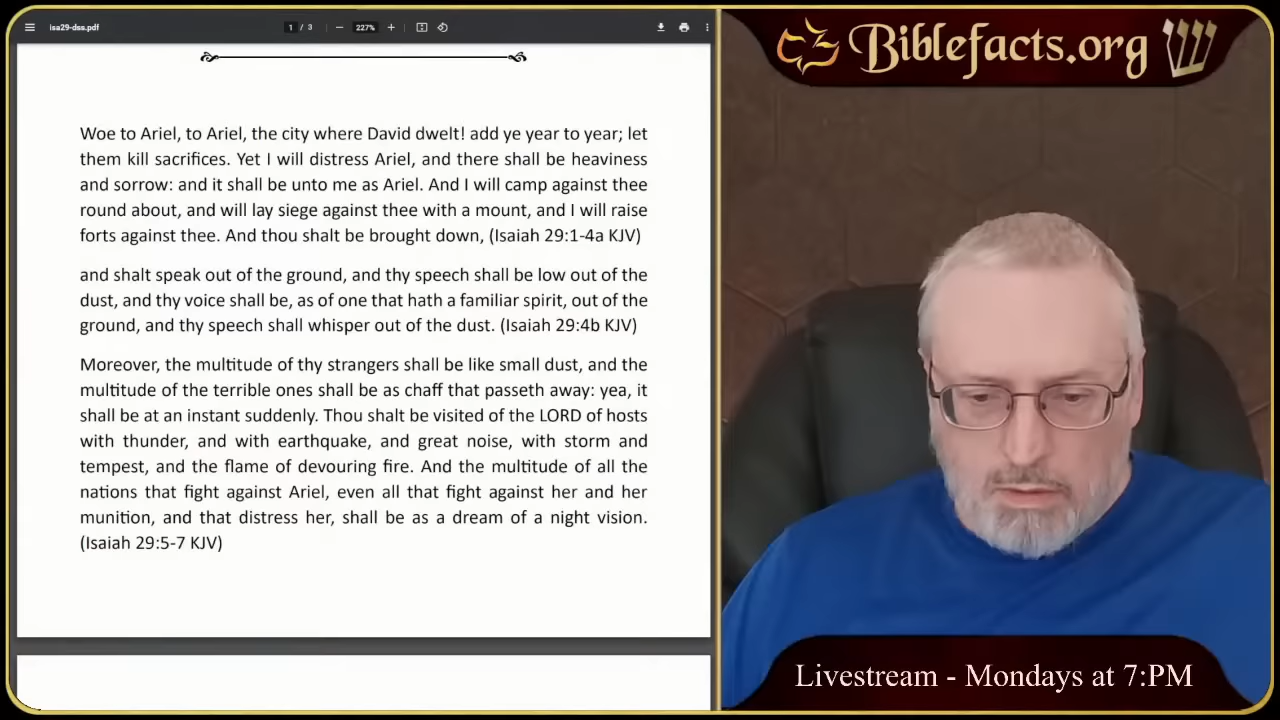 isa29-dss.pdf
1 / 3
227%
Biblefacts.org
Woe to Ariel, to Ariel, the city where David dwelt! add ye year to year; let
them kill sacrifices. Yet I will distress Ariel, and there shall be heaviness
and sorrow: and it shall be unto me as Ariel. And I will camp against thee
round about, and will lay siege against thee with a mount, and I will raise
forts against thee. And thou shalt be brought down, (Isaiah 29:1-4a KJV)
and shalt speak out of the ground, and thy speech shall be low out of the
dust, and thy voice shall be, as of one that hath a familiar spirit, out of the
ground, and thy speech shall whisper out of the dust. (Isaiah 29:4b KJV)
Moreover, the multitude of thy strangers shall be like small dust, and the
multitude of the terrible ones shall be as chaff that passeth away: yea, it
shall be at an instant suddenly. Thou shalt be visited of the LORD of hosts
with thunder, and with earthquake, and great noise, with storm and
tempest, and the flame of devouring fire. And the multitude of all the
nations that fight against Ariel, even all that fight against her and her
munition, and that distress her, shall be as a dream of a night vision.
(Isaiah 29:5-7 KJV)
Livestream - Mondays at 7:PM